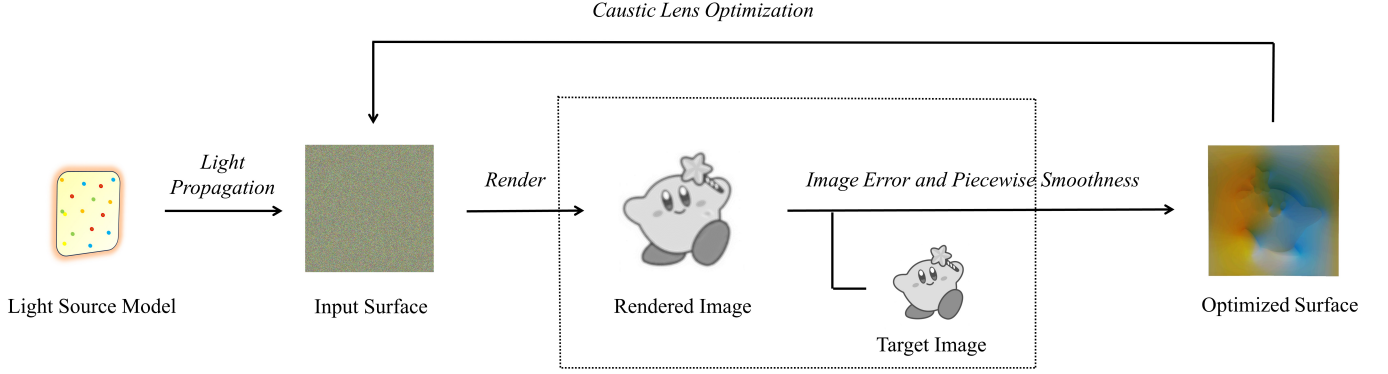 Caustic Lens Optimization
Light
Propagation
Render
Image Error and Piecewise Smoothness
Light Source Model
Input Surface
Rendered Image
Target Image
Optimized Surface